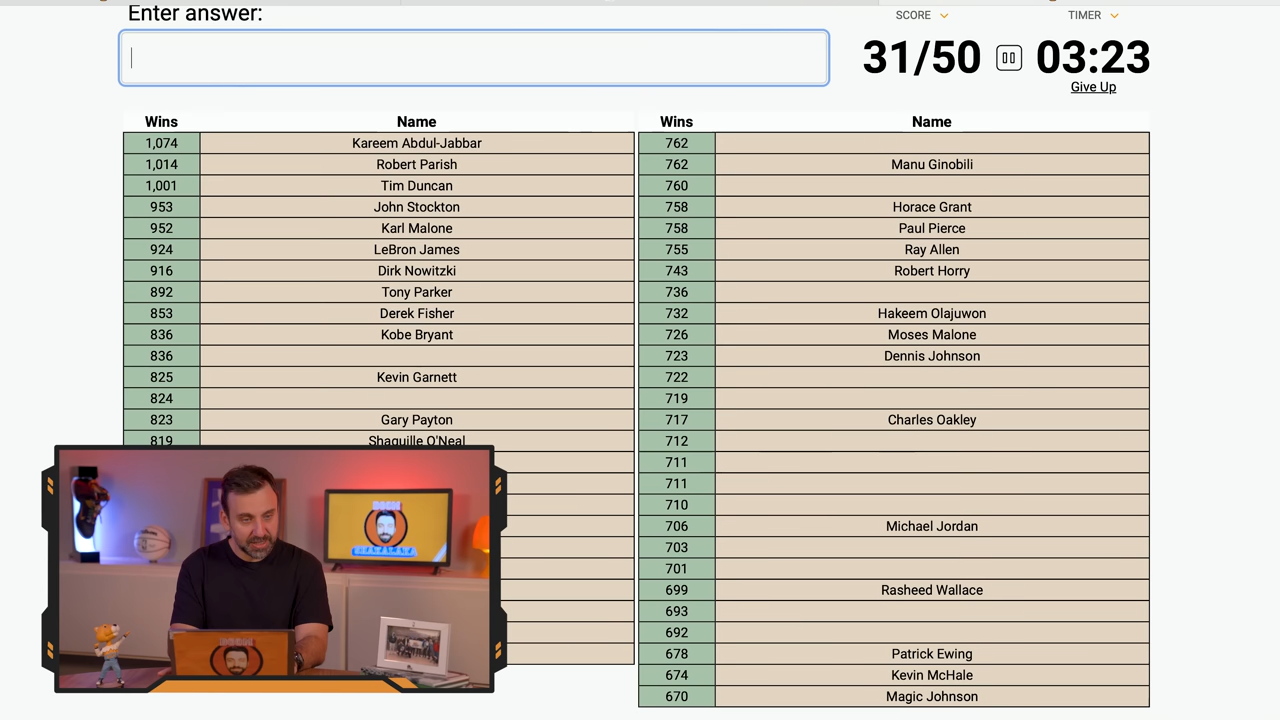 Enter answer:
SCORE
TIMER
31/50
03:23
Give Up
Wins Name
1,074 Kareem Abdul-Jabbar
1,014 Robert Parish
1,001 Tim Duncan
953 John Stockton
952 Karl Malone
924 LeBron James
916 Dirk Nowitzki
892 Tony Parker
853 Derek Fisher
836 Kobe Bryant
836
825 Kevin Garnett
824
823 Gary Payton
819 Shaquille O'Neal
Wins Name
762
762 Manu Ginobili
760
758 Horace Grant
758 Paul Pierce
755 Ray Allen
743 Robert Horry
736
732 Hakeem Olajuwon
726 Moses Malone
723 Dennis Johnson
722
719
717 Charles Oakley
712
711
711
710
706 Michael Jordan
703
701
699 Rasheed Wallace
693
692
678 Patrick Ewing
674 Kevin McHale
670 Magic Johnson